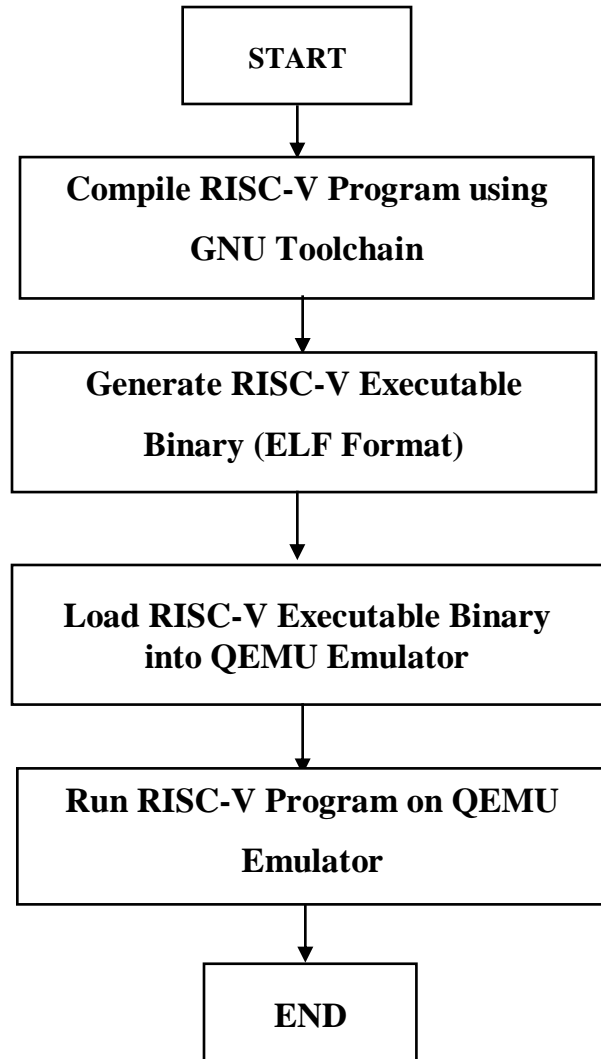 START
Compile RISC-V Program using
GNU Toolchain
Generate RISC-V Executable
Binary (ELF Format)
Load RISC-V Executable Binary
into QEMU Emulator
Run RISC-V Program on QEMU
Emulator
END